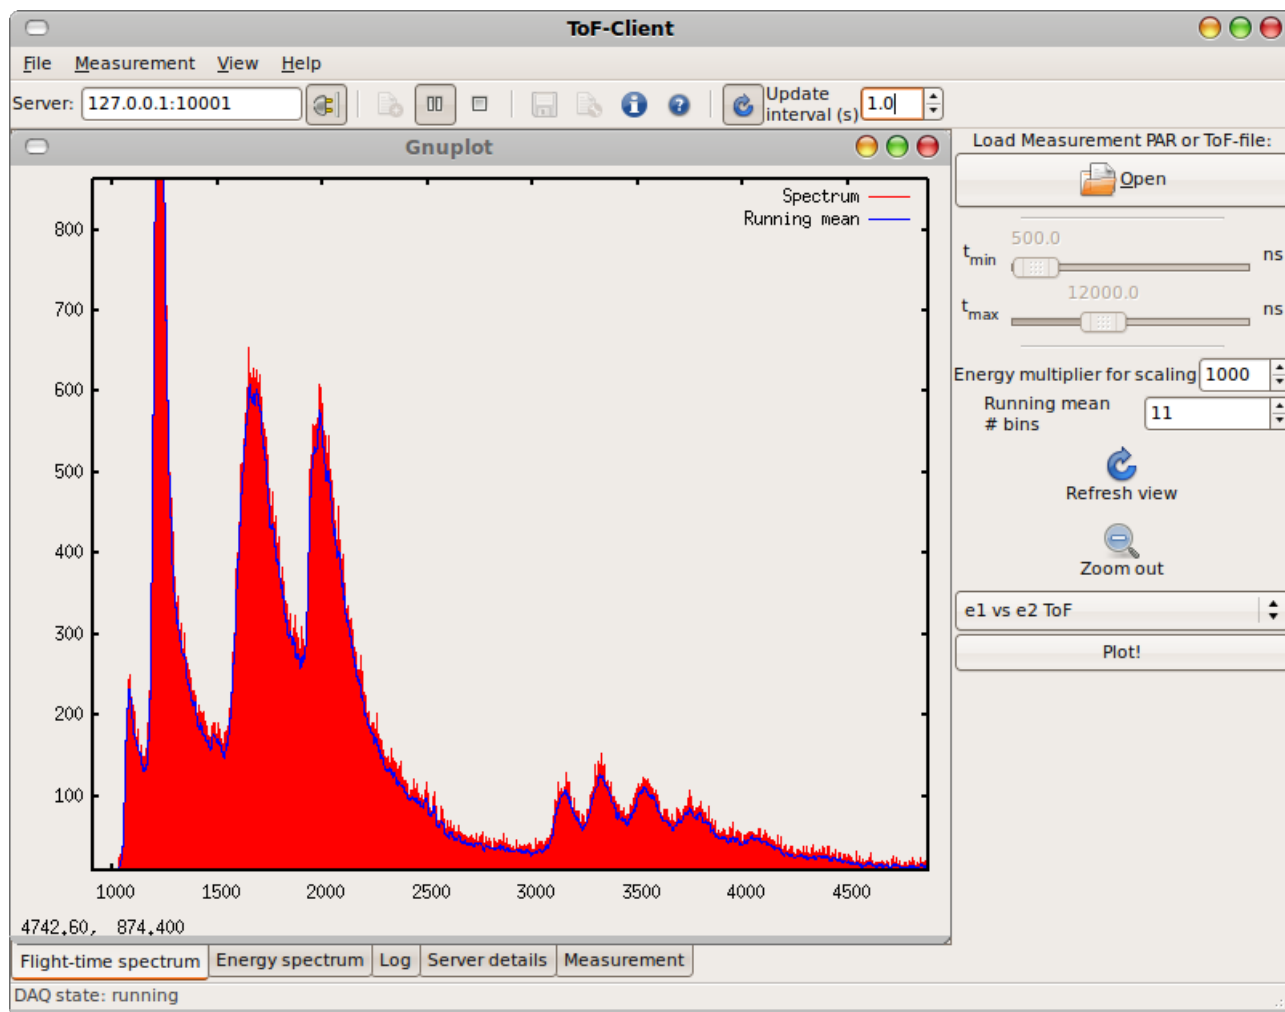 ToF-Client
File Measurement View Help
Server: 127.0.0.1:10001 Update interval (s) 1.0
Gnuplot
Load Measurement PAR or ToF-file:
Open
Spectrum
Running mean
800
700
600
500
400
300
200
100
1000 1500 2000 2500 3000 3500 4000 4500
4742.60, 874.400
500.0
tmin ns
12000.0
tmax ns
Energy multiplier for scaling 1000
Running mean
# bins 11
Refresh view
Zoom out
e1 vs e2 ToF
Plot!
Flight-time spectrum Energy spectrum Log Server details Measurement
DAQ state: running